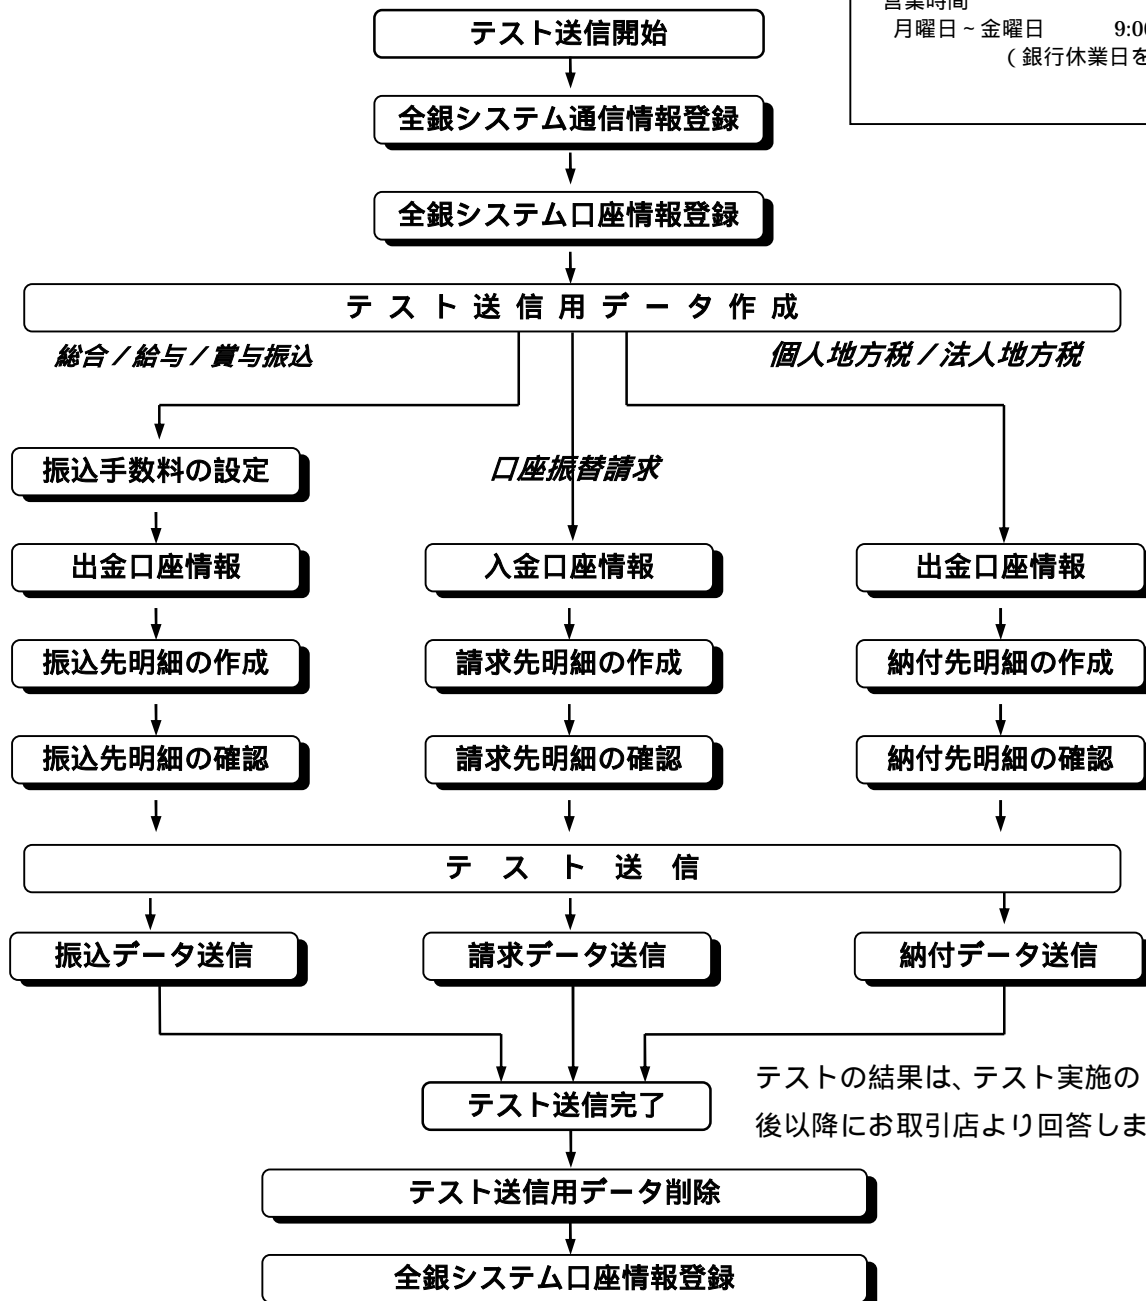 営業時間
月曜日～金曜日 9:00
(銀行休業日を
テスト送信開始
全銀システム通信情報登録
全銀システム口座情報登録
テスト送信用データ作成
総合／給与／賞与振込
個人地方税／法人地方税
振込手数料の設定
口座振替請求
出金口座情報
入金口座情報
出金口座情報
振込先明細の作成
請求先明細の作成
納付先明細の作成
振込先明細の確認
請求先明細の確認
納付先明細の確認
テスト送信
振込データ送信
請求データ送信
納付データ送信
テストの結果は、テスト実施の
後以降にお取引店より回答しま
テスト送信完了
テスト送信用データ削除
全銀システム口座情報登録